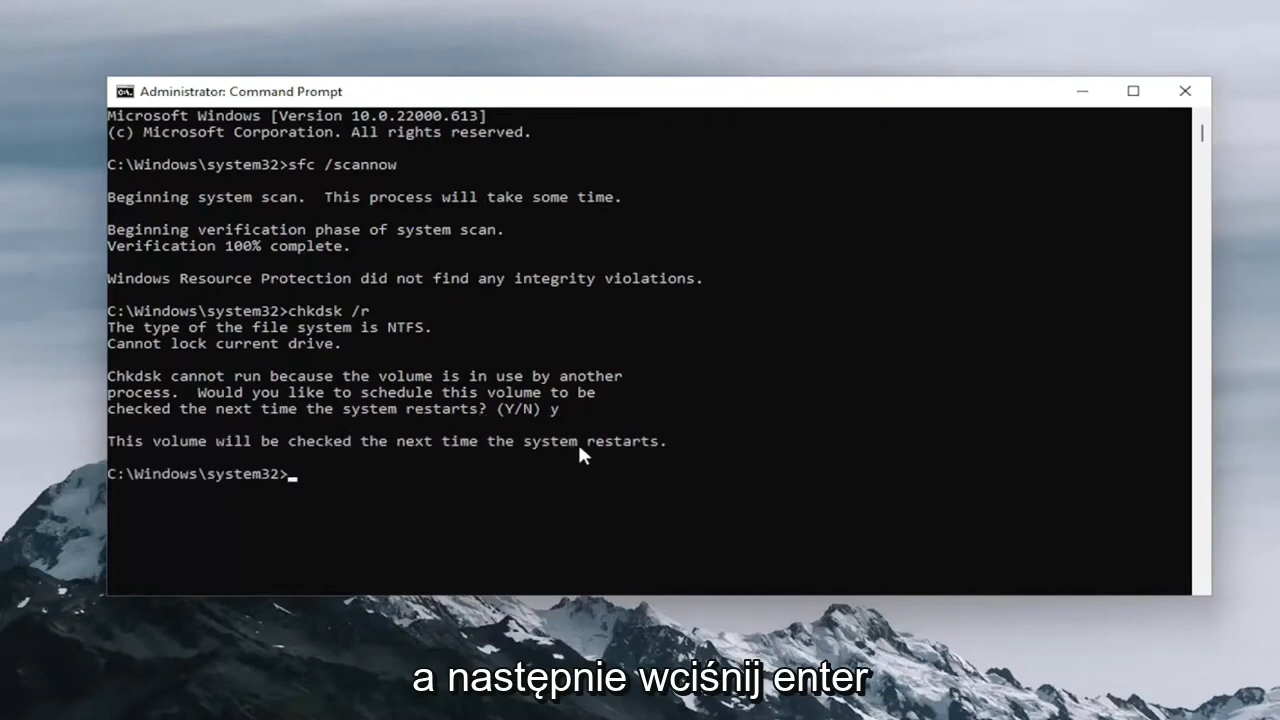 Administrator: Command Prompt
Microsoft Windows [Version 10.0.22000.613]
(c) Microsoft Corporation. All rights reserved.
C:\Windows\system32>sfc /scannow
Beginning system scan.  This process will take some time.
Beginning verification phase of system scan.
Verification 100% complete.
Windows Resource Protection did not find any integrity violations.
C:\Windows\system32>chkdsk /r
The type of the file system is NTFS.
Cannot lock current drive.
Chkdsk cannot run because the volume is in use by another
process.  Would you like to schedule this volume to be
checked the next time the system restarts? (Y/N) y
This volume will be checked the next time the system restarts.
C:\Windows\system32>
a następnie wciśnij enter